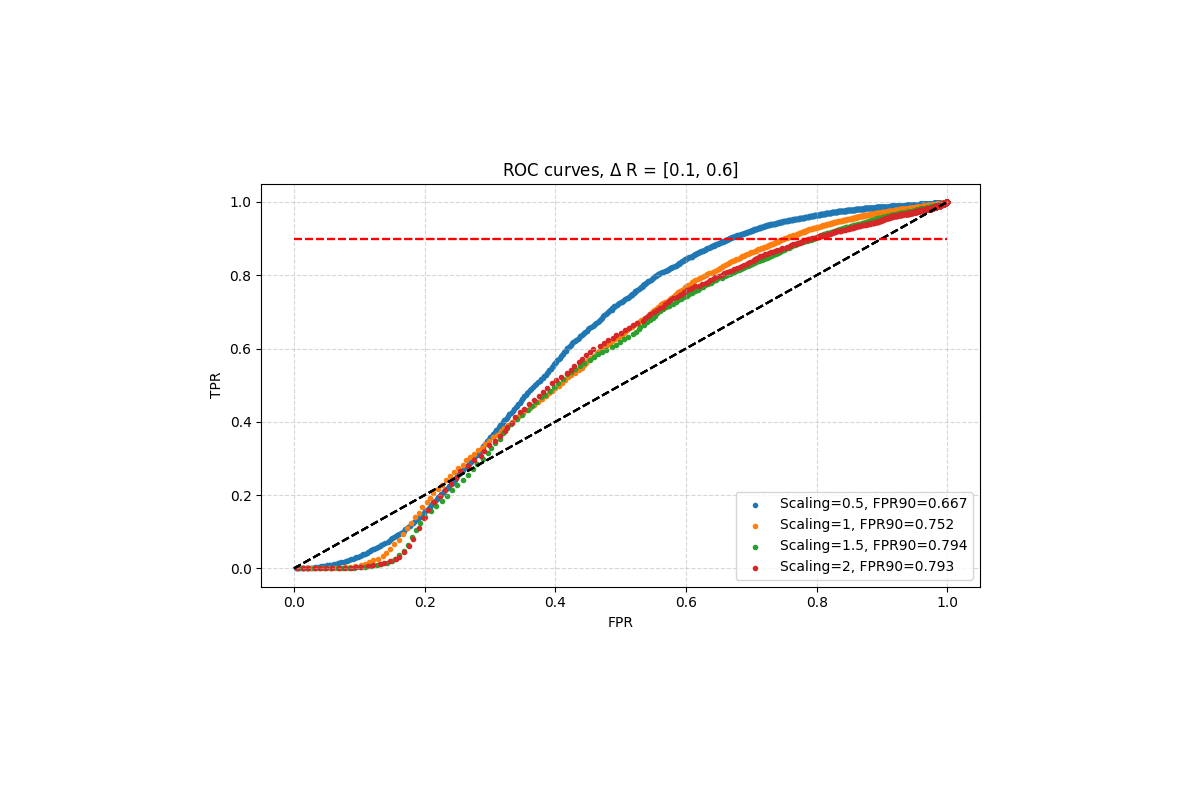 ROC curves, Δ R = [0.1, 0.6]
1.0
0.8
0.6
0.4
0.2
0.0
TPR
Scaling=0.5, FPR90=0.667
Scaling=1, FPR90=0.752
Scaling=1.5, FPR90=0.794
Scaling=2, FPR90=0.793
0.0 0.2 0.4 0.6 0.8 1.0
FPR